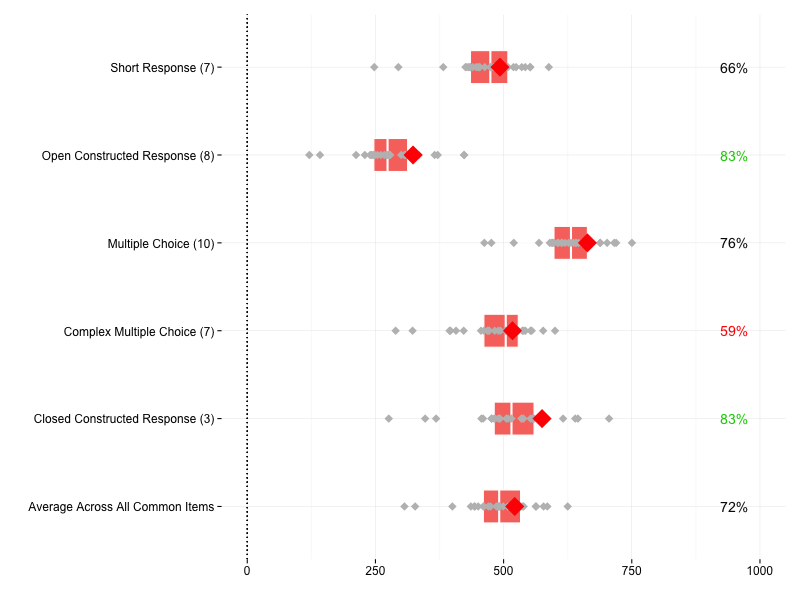 Short Response (7) 66%
Open Constructed Response (8) 83%
Multiple Choice (10) 76%
Complex Multiple Choice (7) 59%
Closed Constructed Response (3) 83%
Average Across All Common Items 72%
0 250 500 750 1000